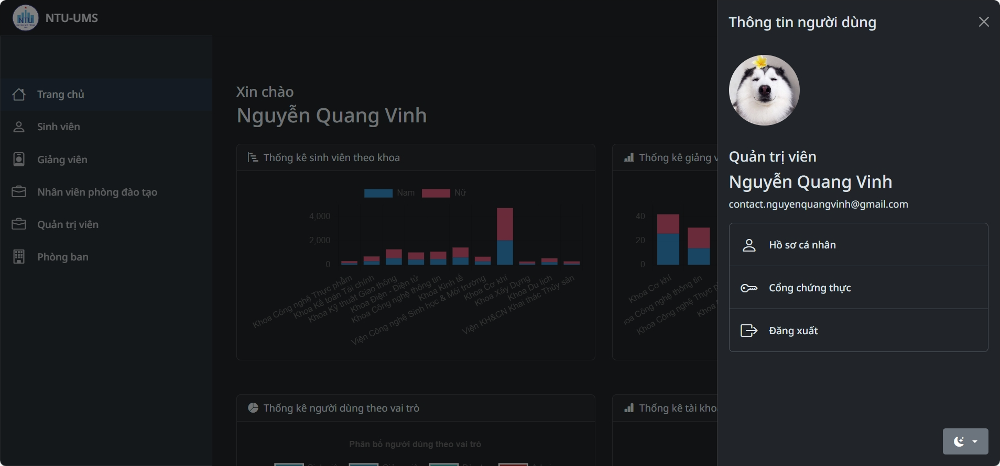 NTU
NTU-UMS
Trang chủ
Sinh viên
Giảng viên
Nhân viên phòng đào tạo
Quản trị viên
Phòng ban
Xin chào
Nguyễn Quang Vinh
Thống kê sinh viên theo khoa
Nam
Nữ
4,000
2,000
0
Khoa Công nghệ Thực phẩm
Khoa Kế toán Tài chính
Khoa Kỹ thuật Giao thông
Khoa Điện - Điện tử
Khoa Công nghệ thông tin
Khoa Kinh tế
Viện Công nghệ Sinh học & Môi trường
Khoa Cơ khí
Khoa Xây Dựng
Khoa Du lịch
Viện KH&CN Khai thác Thủy sản
Thống kê giảng v
40
20
0
Khoa Cơ khí
oa Công nghệ thông tin
Khoa Công nghệ Thực p
Khoa
Thống kê người dùng theo vai trò
Phân bố người dùng theo vai trò
Thống kê tài kho
Thông tin người dùng
Quản trị viên
Nguyễn Quang Vinh
contact.nguyenquangvinh@gmail.com
Hồ sơ cá nhân
Cổng chứng thực
Đăng xuất